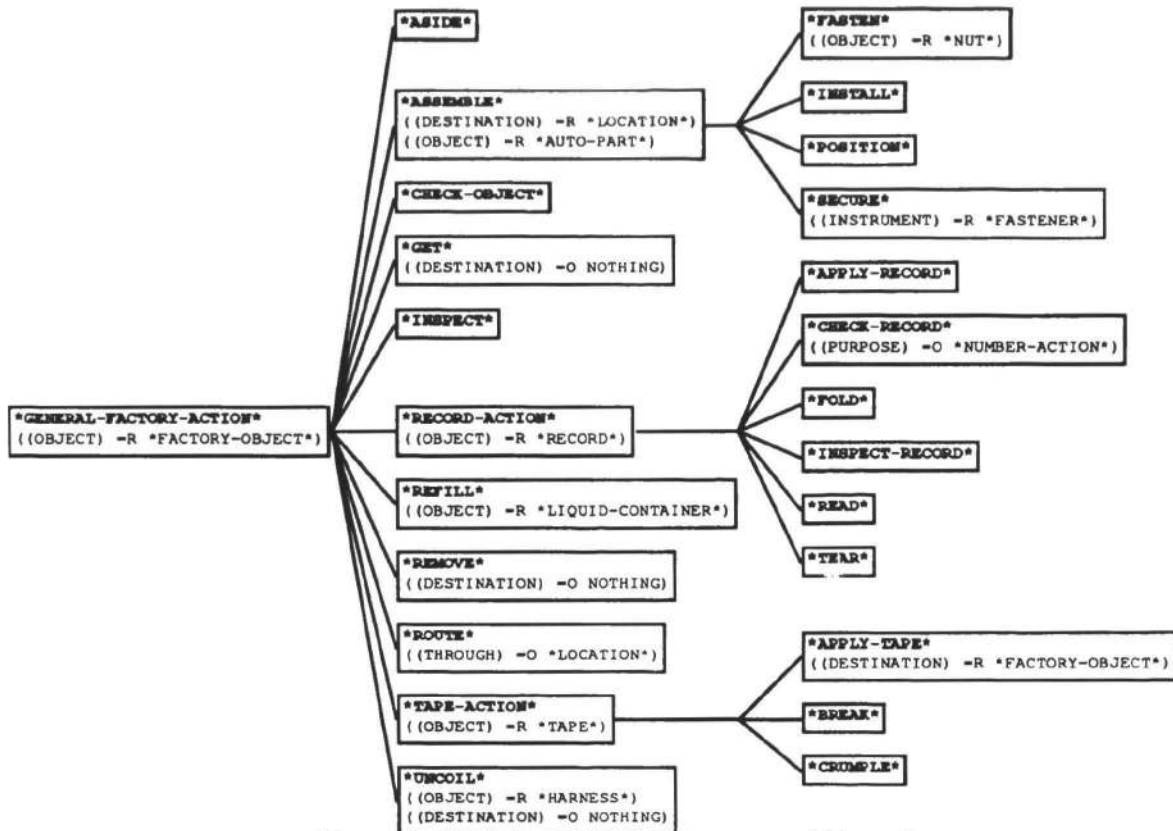 *GENERAL-FACTORY-ACTION*
((OBJECT) =R *FACTORY-OBJECT*)
*ASIDE*
*ASSEMBLE*
((DESTINATION) =R *LOCATION*)
((OBJECT) =R *AUTO-PART*)
*CHECK-OBJECT*
*GET*
((DESTINATION) =O NOTHING)
*INSPECT*
*RECORD-ACTION*
((OBJECT) =R *RECORD*)
*REFILL*
((OBJECT) =R *LIQUID-CONTAINER*)
*REMOVE*
((DESTINATION) =O NOTHING)
*ROUTE*
((THROUGH) =O *LOCATION*)
*TAPE-ACTION*
((OBJECT) =R *TAPE*)
*UNCOIL*
((OBJECT) =R *HARNESS*)
((DESTINATION) =O NOTHING)
*FASTEN*
((OBJECT) =R *NUT*)
*INSTALL*
*POSITION*
*SECURE*
((INSTRUMENT) =R *FASTENER*)
*APPLY-RECORD*
*CHECK-RECORD*
((PURPOSE) =O *NUMBER-ACTION*)
*FOLD*
*INSPECT-RECORD*
*READ*
*TEAR*
*APPLY-TAPE*
((DESTINATION) =R *FACTORY-OBJECT*)
*BREAK*
*CRUMPLE*